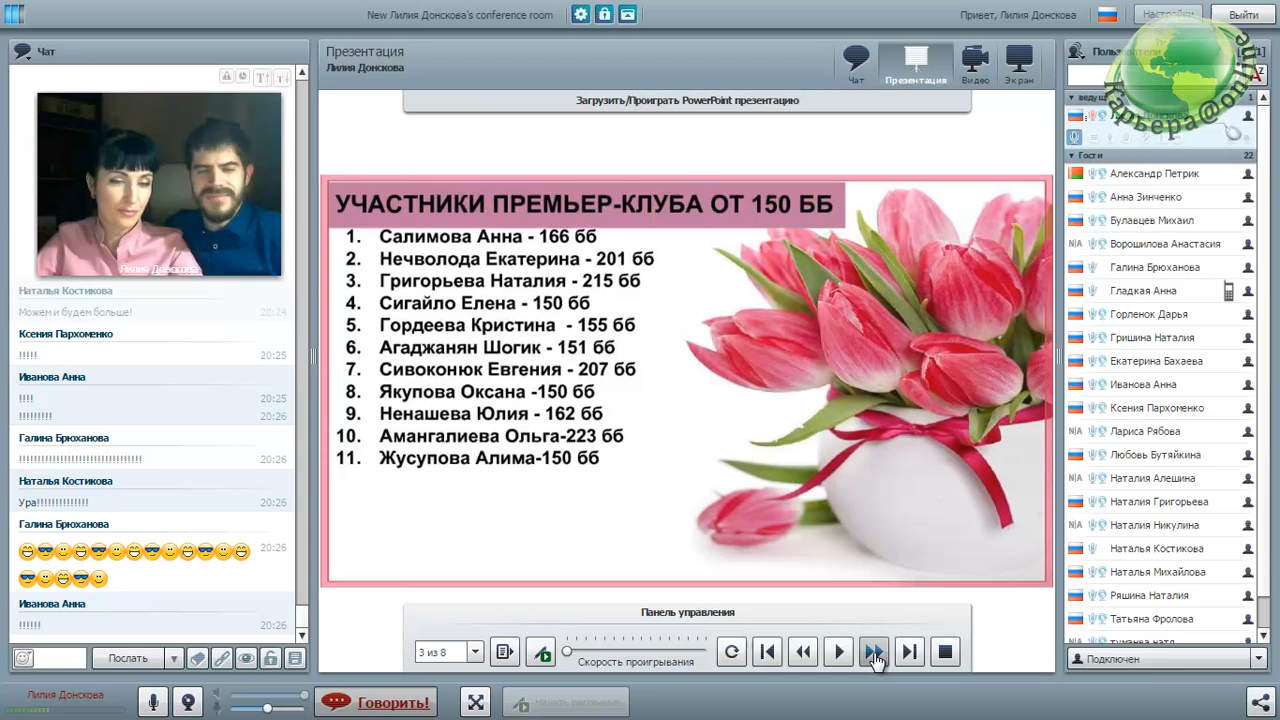 New Лилия Донскова's conference room
Привет, Лилия Донскова
Настройки
Выйти
Чат
Лилия Донскова
Наталья Костикова
Можем и будем больше!
20:24
Ксения Пархоменко
!!!!!
20:25
Иванова Анна
!!!!
20:25
!!!!!!!!!
20:26
Галина Брюханова
!!!!!!!!!!!!!!!!!!!!!!!!!!!!!!!!!
20:26
Наталья Костикова
Ура!!!!!!!!!!!!!!
20:26
Галина Брюханова
20:26
Иванова Анна
!!!!!!
20:26
Послать
Презентация
Лилия Донскова
Чат
Презентация
Видео
Экран
Загрузить/Проиграть PowerPoint презентацию
УЧАСТНИКИ ПРЕМЬЕР-КЛУБА ОТ 150 ББ
1. Салимова Анна - 166 бб
2. Нечволода Екатерина - 201 бб
3. Григорьева Наталия - 215 бб
4. Сигайло Елена - 150 бб
5. Гордеева Кристина - 155 бб
6. Агаджанян Шогик - 151 бб
7. Сивоконюк Евгения - 207 бб
8. Якупова Оксана -150 бб
9. Ненашева Юлия - 162 бб
10. Амангалиева Ольга-223 бб
11. Жусупова Алима-150 бб
Панель управления
3 из 8
Скорость проигрывания
карьера@online
ведущ
1
Гости
22
Александр Петрик
Анна Зинченко
Булавцев Михаил
N|A Ворошилова Анастасия
Галина Брюханова
Гладкая Анна
Горленок Дарья
Гришина Наталия
Екатерина Бахаева
Иванова Анна
Ксения Пархоменко
N|A Лариса Рябова
Любовь Бутяйкина
N|A Наталия Алешина
Наталия Григорьева
N|A Наталия Никулина
Наталья Костикова
Наталья Михайлова
Ряшина Наталия
Татьяна Фролова
туманва натя
Подключен
Лилия Донскова
Говорить!
Начать рисование